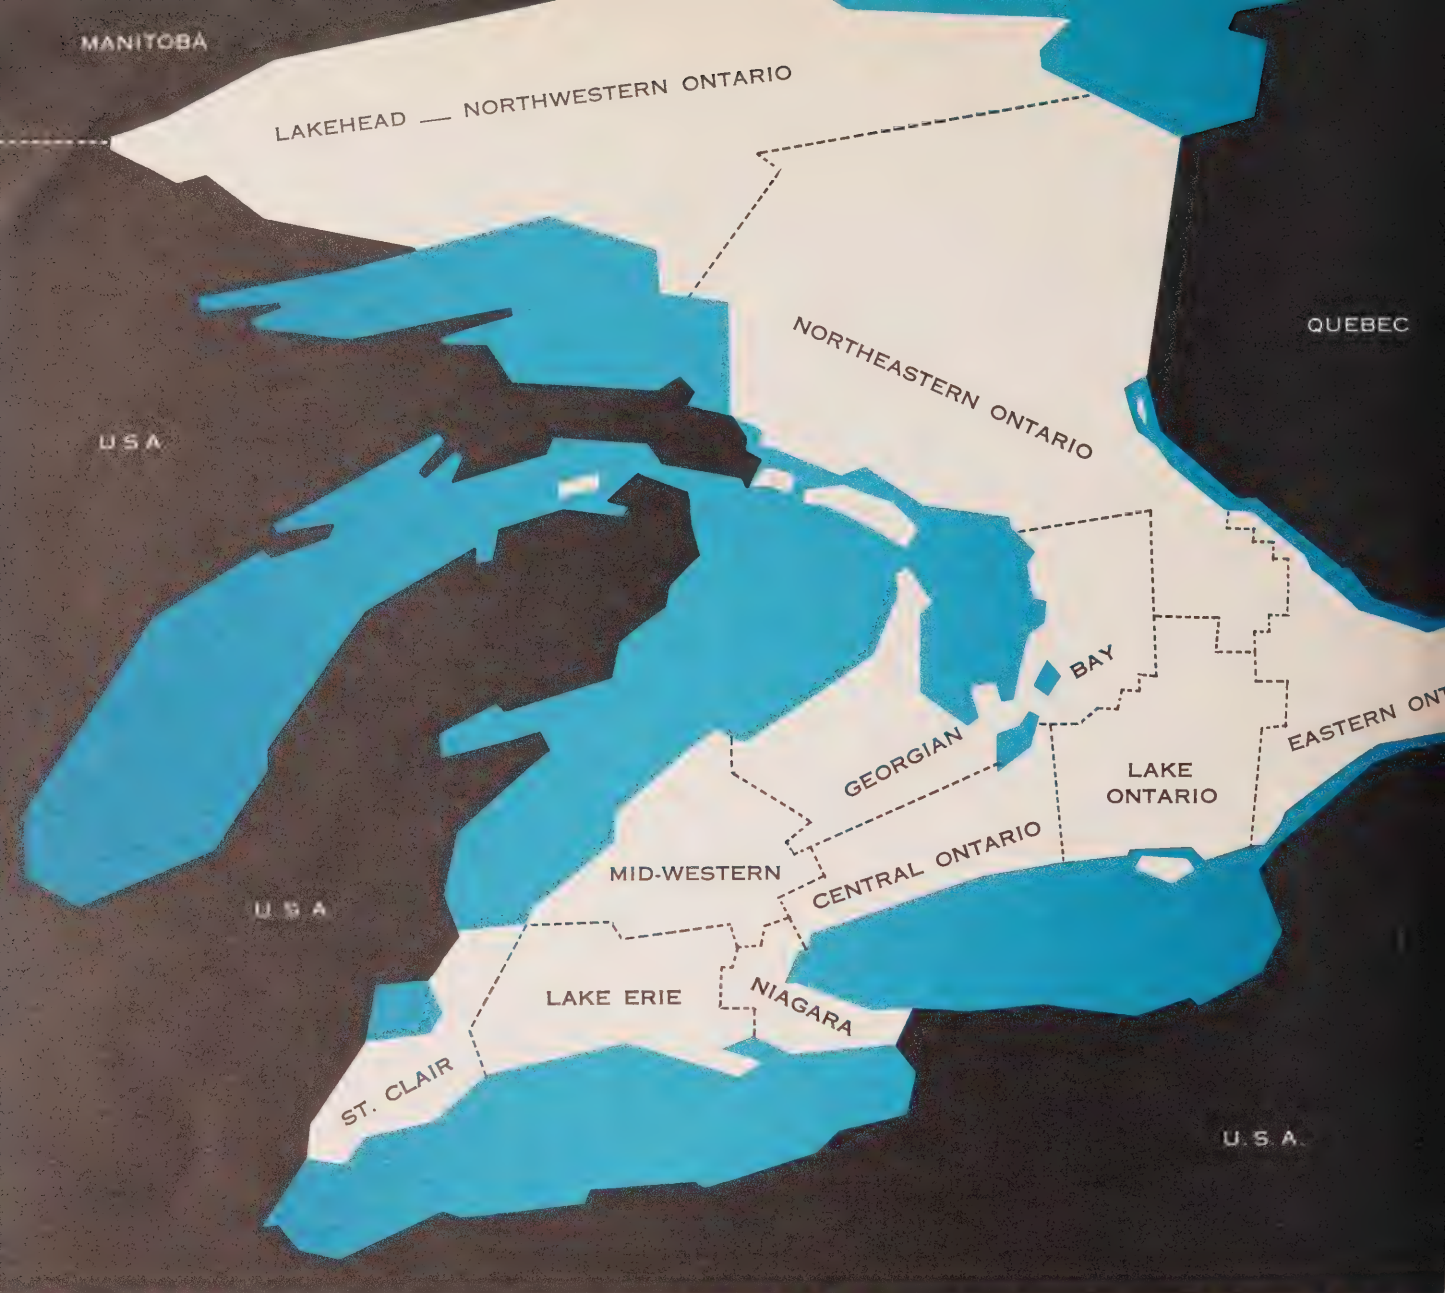 MANITOBA
LAKEHEAD — NORTHWESTERN ONTARIO
QUEBEC
NORTHEASTERN ONTARIO
USA
GEORGIAN BAY
EASTERN ONT
LAKE
ONTARIO
CENTRAL ONTARIO
MID-WESTERN
U.S.A
LAKE ERIE
NIAGARA
ST. CLAIR
U.S.A.